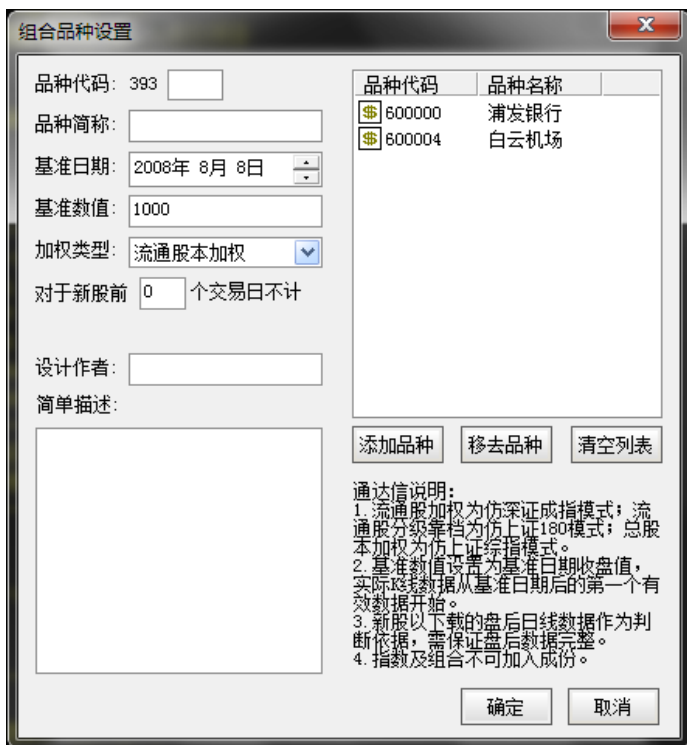 组合品种设置
品种代码: 393
品种简称:
基准日期: 2008年 8月 8日
基准数值: 1000
加权类型: 流通股本加权
对于新股前 0 个交易日不计
设计作者:
简单描述:
品种代码 品种名称
600000 浦发银行
600004 白云机场
添加品种 移去品种 清空列表
通达信说明:
1.流通股加权为仿深证成指模式；流
通股分级靠档为仿上证180模式；总股
本加权为仿上证综指模式。
2.基准数值设置为基准日期收盘值，
实际K线数据从基准日期后的第一个有
效数据开始。
3.新股以下载的盘后日线数据作为判
断依据，需保证盘后数据完整。
4.指数及组合不可加入成份。
确定 取消